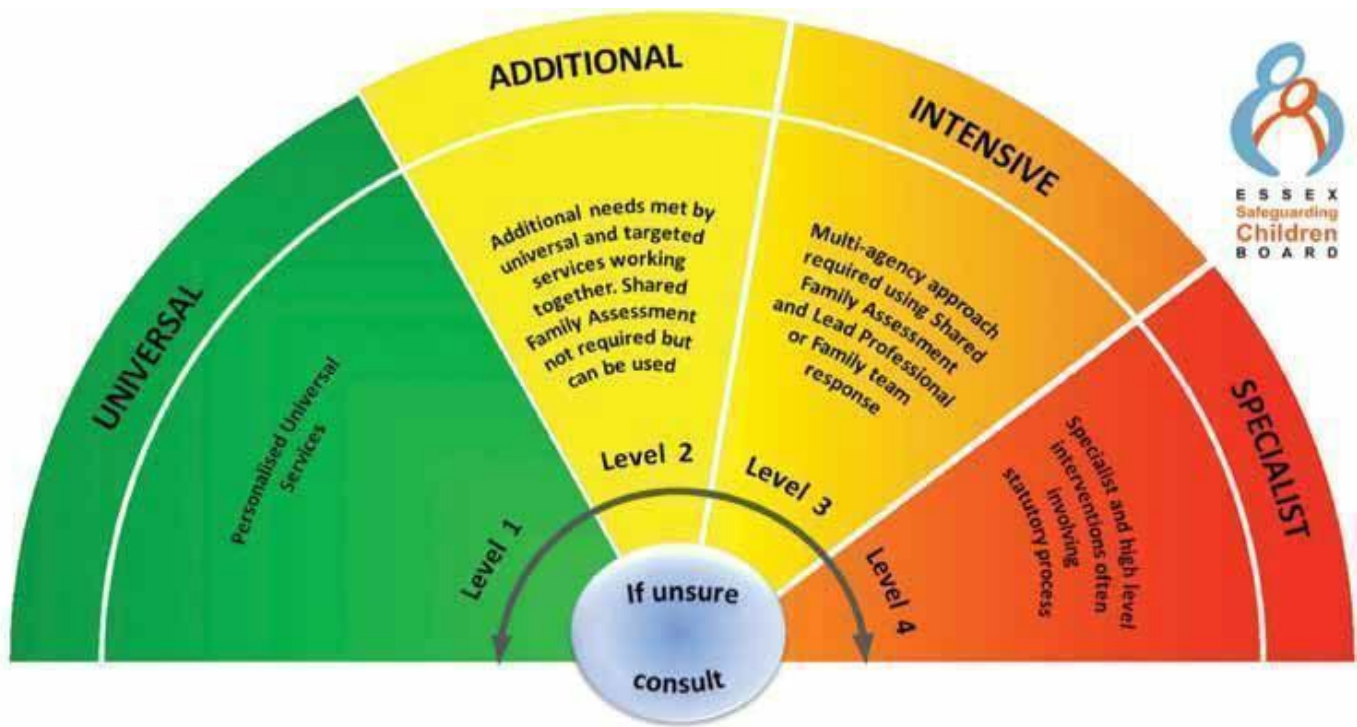 UNIVERSAL
Personalised Universal
Services
Level 1
ADDITIONAL
Additional needs met by
universal and targeted
services working
together. Shared
Family Assessment
not required but
can be used
Level 2
INTENSIVE
Multi-agency approach
required using Shared
Family Assessment
and Lead Professional
or Family team
response
Level 3
SPECIALIST
Specialist and high level
interventions often
involving
statutory process
Level 4
If unsure
consult
ESSEX
Safeguarding
Children
BOARD